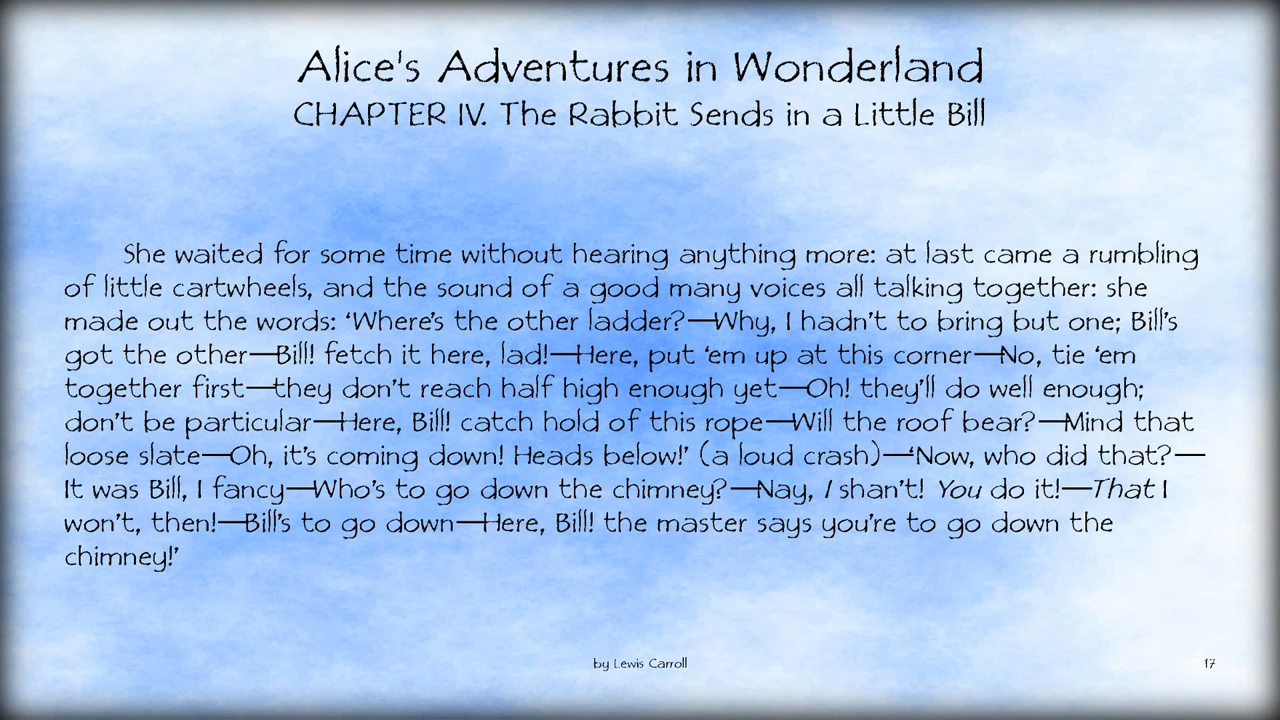 Alice's Adventures in Wonderland
CHAPTER IV. The Rabbit Sends in a Little Bill
She waited for some time without hearing anything more: at last came a rumbling
of little cartwheels, and the sound of a good many voices all talking together: she
made out the words: ‘Where’s the other ladder?—Why, I hadn’t to bring but one; Bill’s
got the other—Bill! fetch it here, lad!—Here, put ‘em up at this corner—No, tie ‘em
together first—they don’t reach half high enough yet—Oh! they’ll do well enough;
don’t be particular—Here, Bill! catch hold of this rope—Will the roof bear?—Mind that
loose slate—Oh, it’s coming down! Heads below!’ (a loud crash)—‘Now, who did that?—
It was Bill, I fancy—Who’s to go down the chimney?—Nay, I shan’t! You do it!—That I
won’t, then!—Bill’s to go down—Here, Bill! the master says you’re to go down the
chimney!’
by Lewis Carroll
17